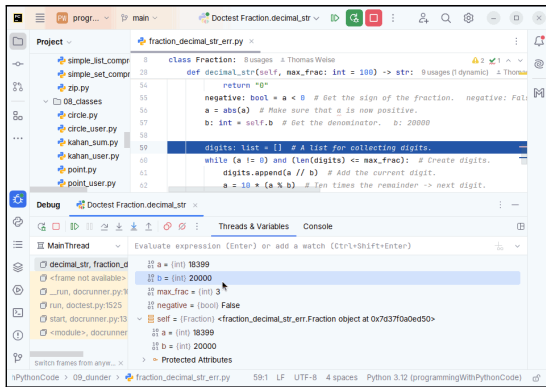 PW progr... main Doctest Fraction.decimal_str
Project
fraction_decimal_str_err.py
simple_list_compr
simple_set_compr
zip.py
08_classes
circle.py
circle_user.py
kahan_sum.py
kahan_user.py
point.py
point_user.py
8 class Fraction: 8 usages Thomas Weise 2 1
28 def decimal_str(self, max_frac: int = 100) -> str: 9 usages (1 dynamic) Thomas
54 return "0"
55 negative: bool = a < 0 # Get the sign of the fraction. negative: Fal
56 a = abs(a) # Make sure that a is now positive.
57 b: int = self.b # Get the denominator. b: 20000
58
59 digits: list = [] # A list for collecting digits.
60 while (a != 0) and (len(digits) <= max_frac): # Create digits.
61 digits.append(a // b) # Add the current digit.
62 a = 10 * (a % b) # Ten times the remainder -> next digit.
Debug Doctest Fraction.decimal_str
Threads & Variables Console
MainThread
Evaluate expression (Enter) or add a watch (Ctrl+Shift+Enter)
decimal_str, fraction_d
<frame not available>
__run, docrunner.py:1
run, doctest.py:1525
start, docrunner.py:13
<module>, docrunner
Switch frames from anyw...
a = {int} 18399
b = {int} 20000
max_frac = {int} 3
negative = {bool} False
self = {Fraction} <fraction_decimal_str_err.Fraction object at 0x7d37f0a0ed50>
a = {int} 18399
b = {int} 20000
Protected Attributes
nPythonCode > 09_dunder > fraction_decimal_str_err.py 59:1 LF UTF-8 4 spaces Python 3.12 (programmingWithPythonCode)